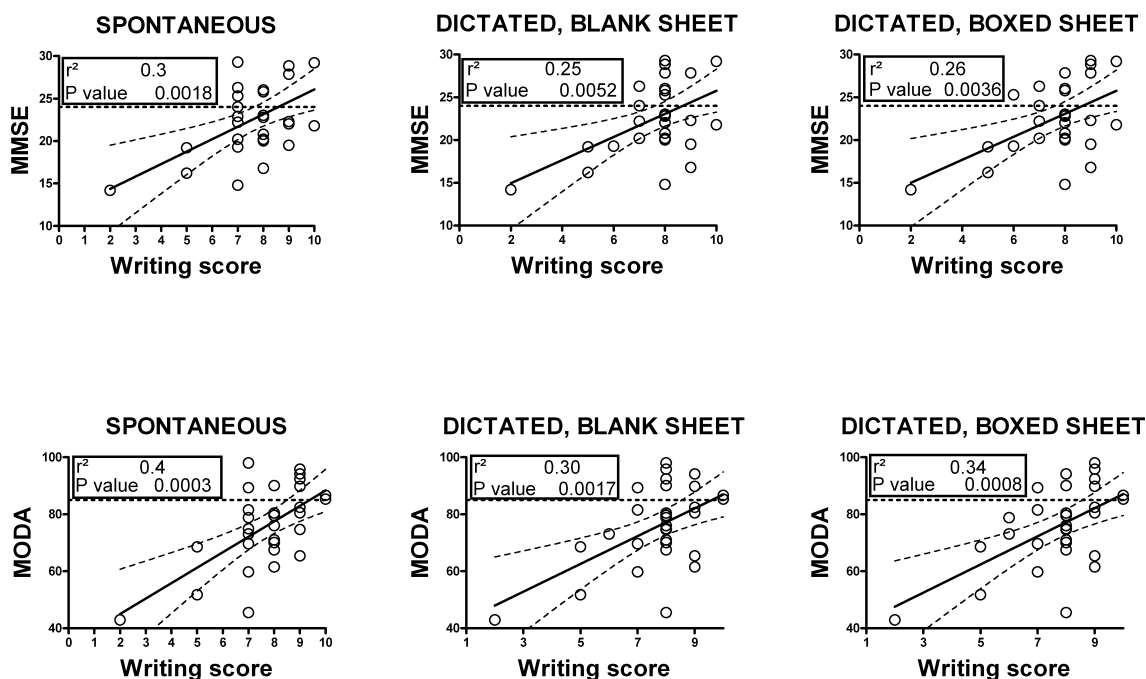 SPONTANEOUS
r² 0.3
P value 0.0018
MMSE
30
25
20
15
10
0 1 2 3 4 5 6 7 8 9 10
Writing score
DICTATED, BLANK SHEET
r² 0.25
P value 0.0052
MMSE
30
25
20
15
10
0 2 4 6 8 10
Writing score
DICTATED, BOXED SHEET
r² 0.26
P value 0.0036
MMSE
30
25
20
15
10
0 2 4 6 8 10
Writing score
SPONTANEOUS
r² 0.4
P value 0.0003
MODA
100
80
60
40
0 1 2 3 4 5 6 7 8 9 10
Writing score
DICTATED, BLANK SHEET
r² 0.30
P value 0.0017
MODA
100
80
60
40
1 3 5 7 9
Writing score
DICTATED, BOXED SHEET
r² 0.34
P value 0.0008
MODA
100
80
60
40
1 3 5 7 9
Writing score